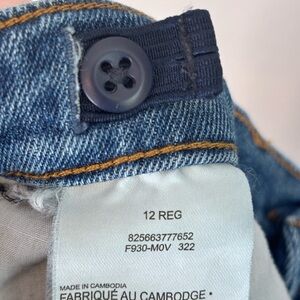 12 REG
825663777652
F930-M0V 322
MADE IN CAMBODIA
FABRIQUÉ AU CAMBODGE •